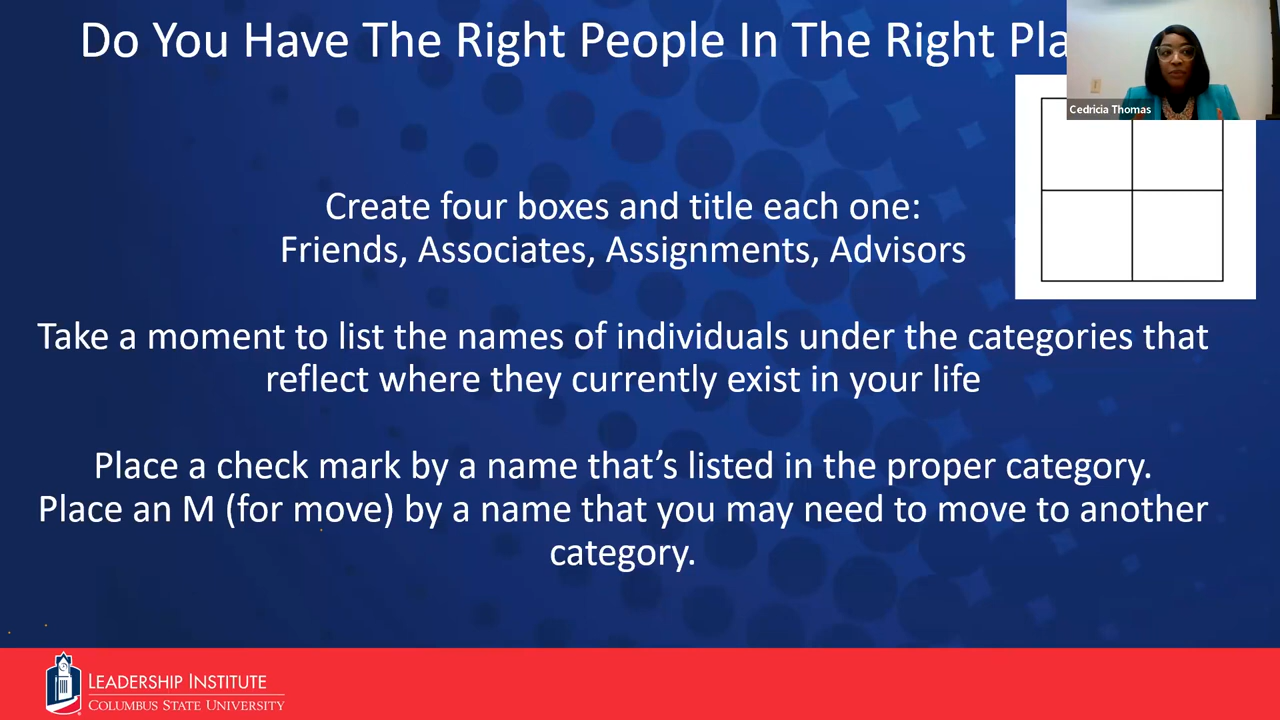 Do You Have The Right People In The Right
Cedricia Thomas
Create four boxes and title each one:
Friends, Associates, Assignments, Advisors
Take a moment to list the names of individuals under the categories that
reflect where they currently exist in your life
Place a check mark by a name that’s listed in the proper category.
Place an M (for move) by a name that you may need to move to another
category.
LEADERSHIP INSTITUTE
COLUMBUS STATE UNIVERSITY